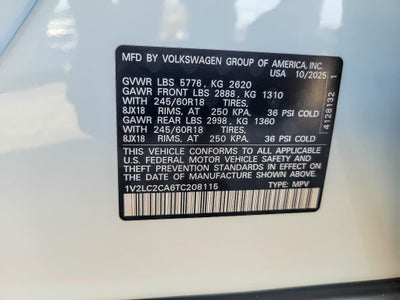 MFD BY VOLKSWAGEN GROUP OF AMERICA, INC.
USA 10/2025
GVWR LBS 5776, KG 2620
GAWR FRONT LBS 2888, KG 1310
WITH 245/60R18 TIRES,
8JX18 RIMS, AT 250 KPA. 36 PSI COLD
GAWR REAR LBS 2998, KG 1360
WITH 245/60R18 TIRES,
8JX18 RIMS, AT 250 KPA. 36 PSI COLD
THIS VEHICLE CONFORMS TO ALL APPLICABLE
U.S. FEDERAL MOTOR VEHICLE SAFETY AND
THEFT PREVENTION STANDARDS IN EFFECT ON
THE DATE OF MANUFACTURE SHOWN ABOVE.
1V2LC2CA6TC208115 TYPE: MPV
4128132 1